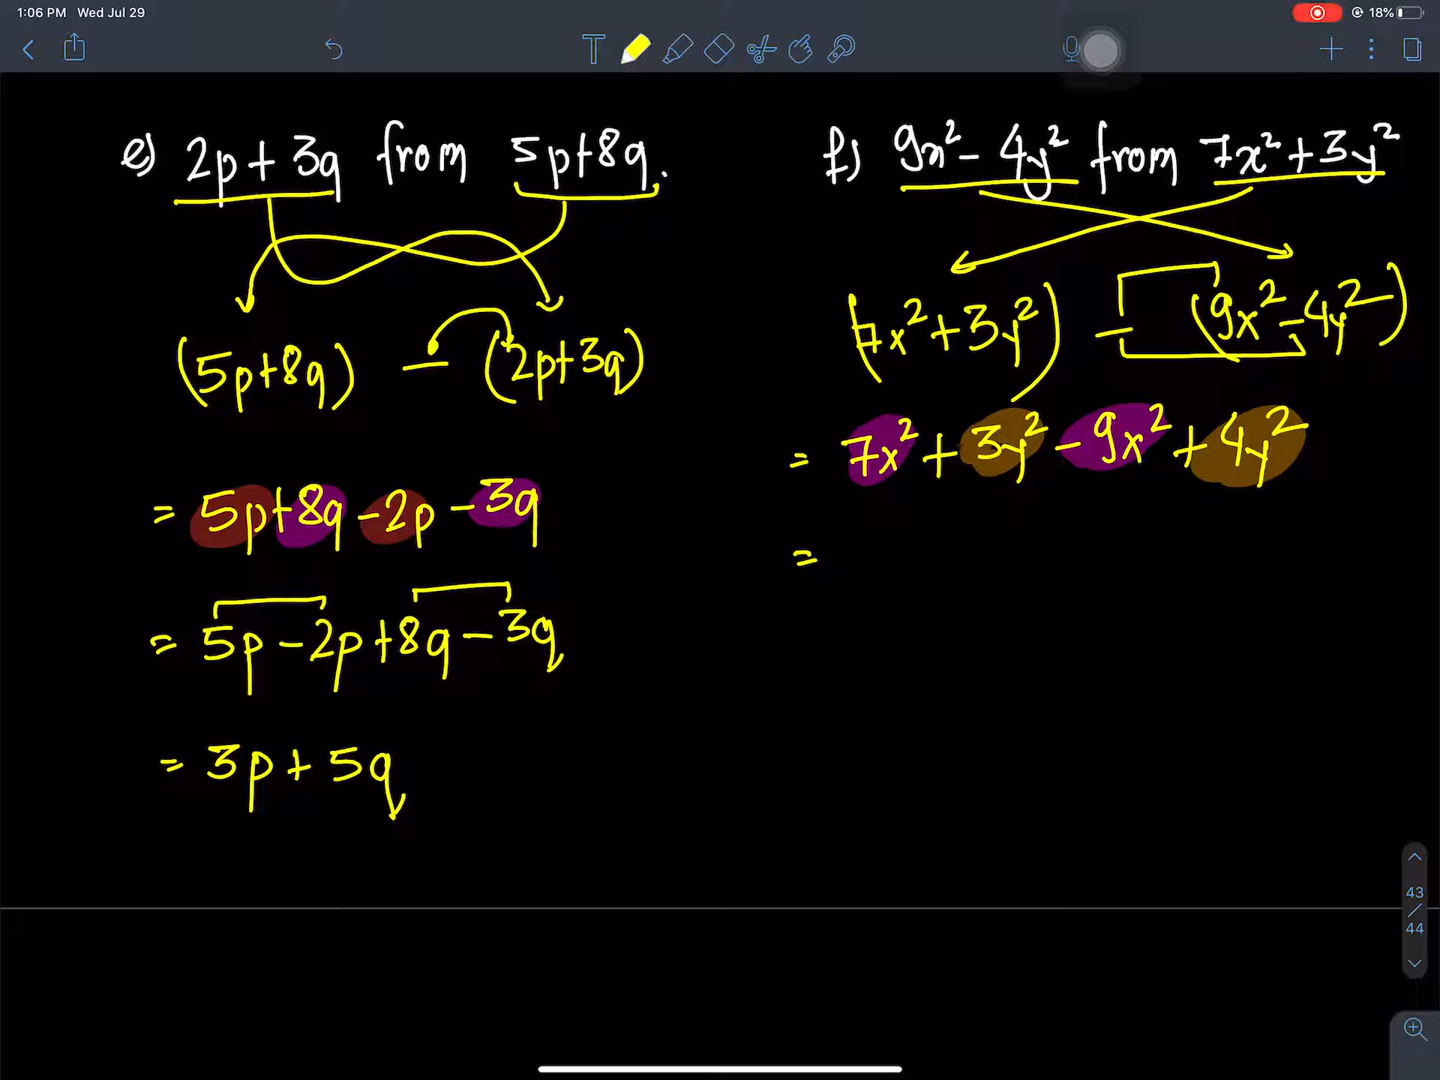 1:06 PM Wed Jul 29
18%
T
e) 2p + 3q from 5p+8q.
(5p+8q) - (2p+3q)
= 5p+8q -2p -3q
= 5p -2p +8q -3q
= 3p + 5q
f) 9x² - 4y² from 7x² + 3y²
(7x² + 3y²) - (9x² - 4y²)
= 7x² + 3y² - 9x² + 4y²
=
43
/
44